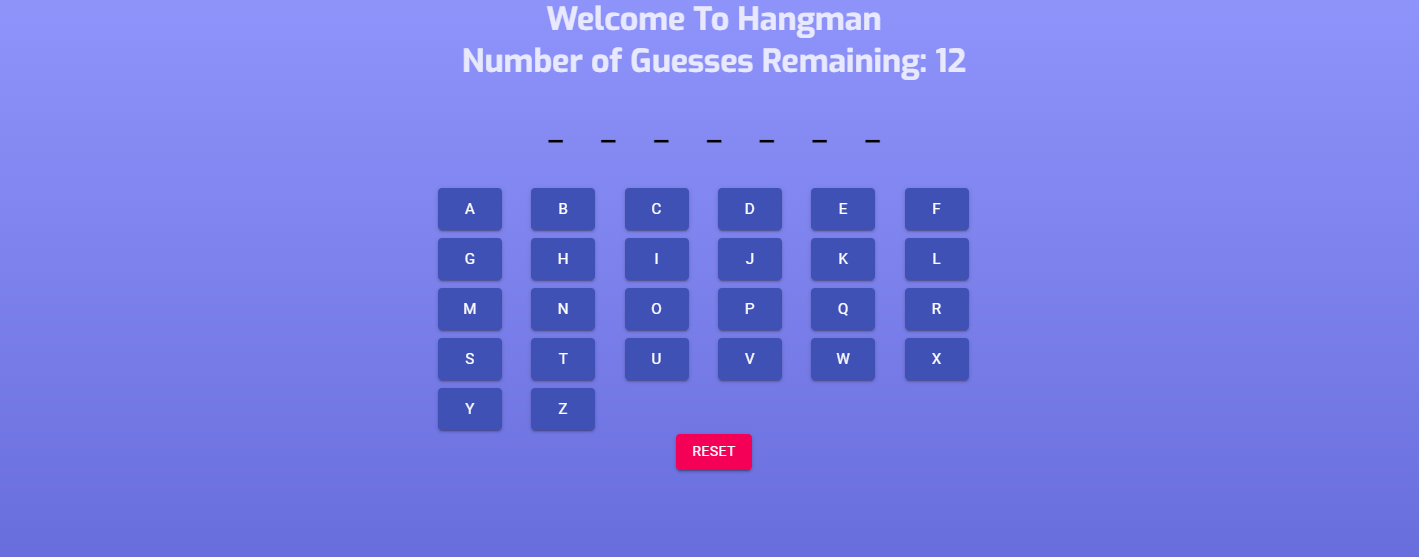 Welcome To Hangman
Number of Guesses Remaining: 12
_ _ _ _ _ _ _
A B C D E F
G H I J K L
M N O P Q R
S T U V W X
Y Z
RESET